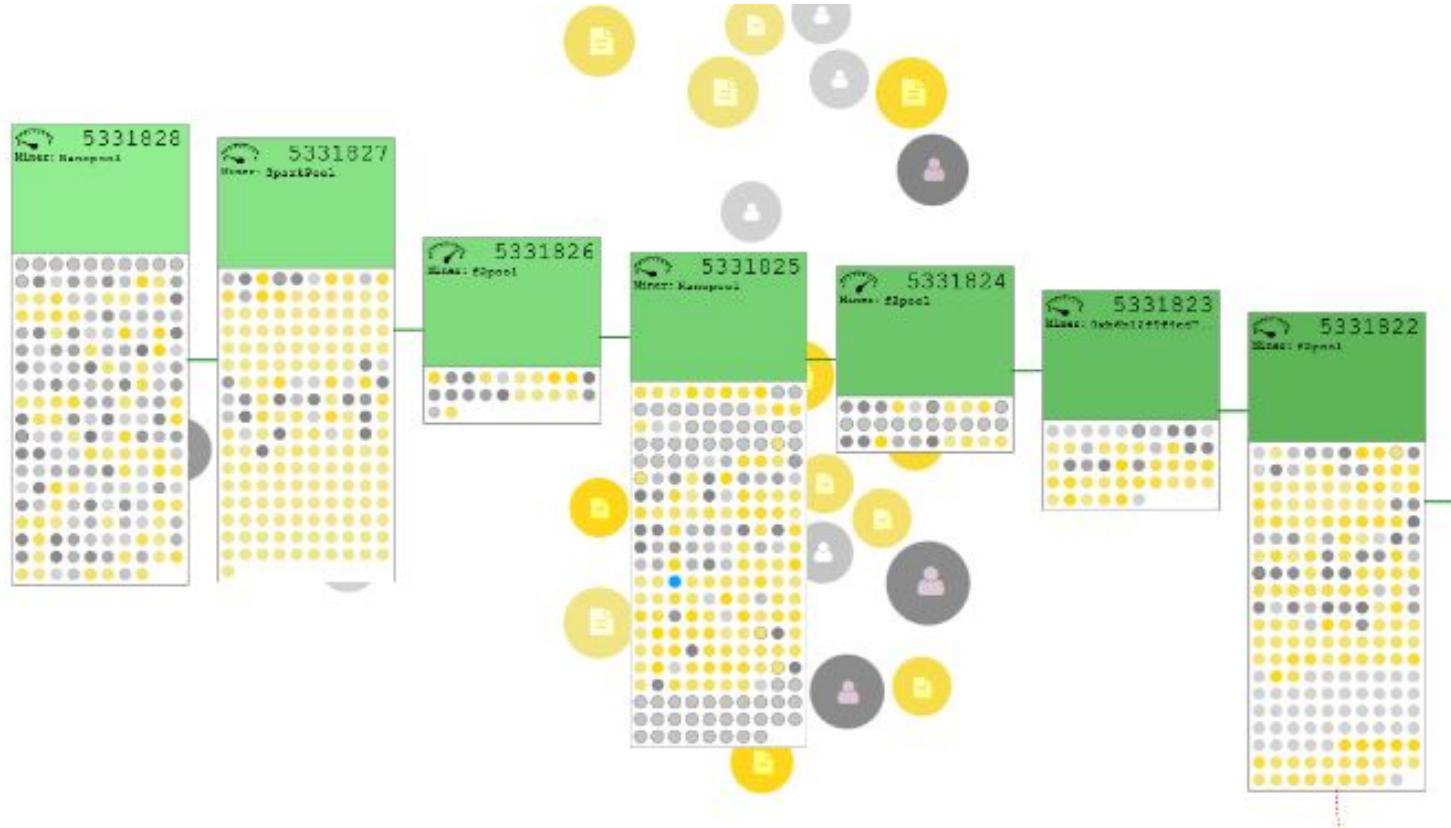 5331828
Miner: Nanopool
5331827
Miner: SparkPool
5331826
Miner: f2pool
5331825
Miner: Nanopool
5331824
Miner: f2pool
5331823
Miner:
5331822
Miner: f2pool